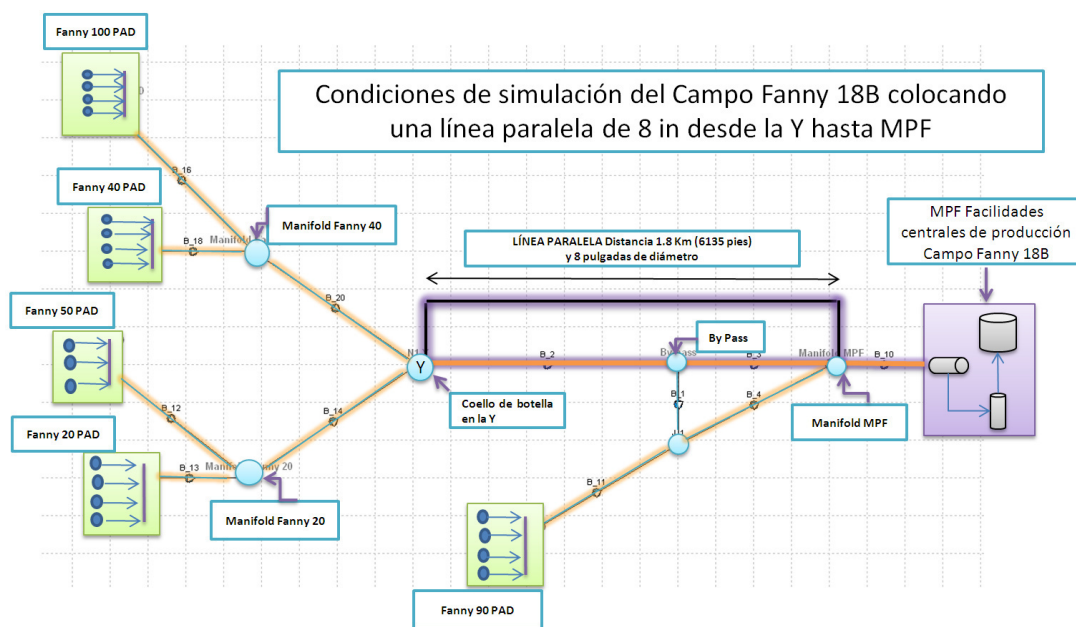 Fanny 100 PAD
Condiciones de simulación del Campo Fanny 18B colocando
una línea paralela de 8 in desde la Y hasta MPF
B_16
Fanny 40 PAD
Manifold Fanny 40
B_18
MPF Facilidades
centrales de producción
Campo Fanny 18B
LÍNEA PARALELA Distancia 1.8 Km (6135 pies)
y 8 pulgadas de diámetro
B_20
Fanny 50 PAD
By Pass
B_2
B_3
Manifold MPF
B_10
Y
Coello de botella
en la Y
B_12
B_14
B_1
B_4
Manifold MPF
Fanny 20 PAD
B_13
Manifold Fanny 20
B_11
Fanny 90 PAD